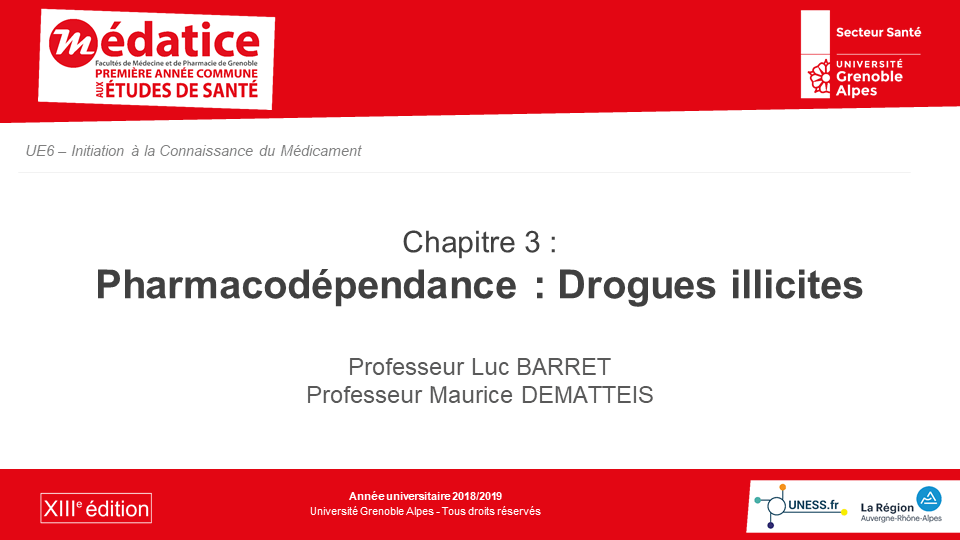 médatice
Facultés de Médecine et de Pharmacie de Grenoble
PREMIÈRE ANNÉE COMMUNE
AUX ÉTUDES DE SANTÉ
Secteur Santé
UNIVERSITÉ
Grenoble
Alpes
UE6 – Initiation à la Connaissance du Médicament
Chapitre 3 :
Pharmacodépendance : Drogues illicites
Professeur Luc BARRET
Professeur Maurice DEMATTEIS
XIIIe édition
Année universitaire 2018/2019
Université Grenoble Alpes - Tous droits réservés
UNESS.fr
La Région
Auvergne-Rhône-Alpes